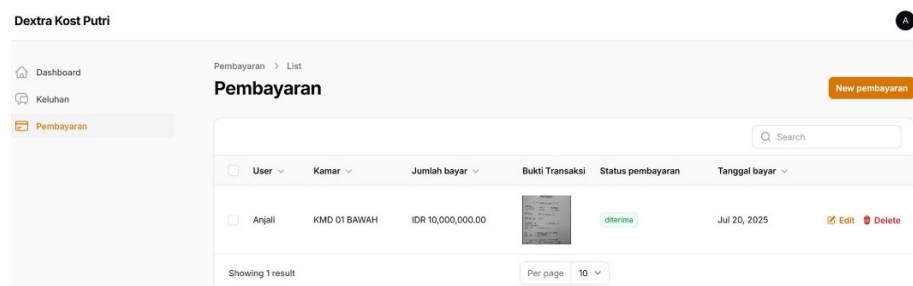 Dextra Kost Putri
A
Dashboard
Keluhan
Pembayaran
Pembayaran > List
Pembayaran
New pembayaran
Search
User Kamar Jumlah bayar Bukti Transaksi Status pembayaran Tanggal bayar
Anjali KMD 01 BAWAH IDR 10,000,000.00 diterima Jul 20, 2025 Edit Delete
Showing 1 result
Per page 10